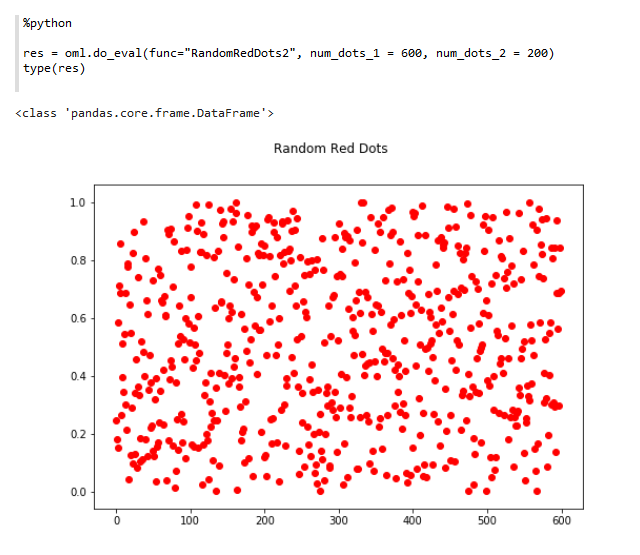 %python
res = oml.do_eval(func="RandomRedDots2", num_dots_1 = 600, num_dots_2 = 200)
type(res)
<class 'pandas.core.frame.DataFrame'>
Random Red Dots
1.0
0.8
0.6
0.4
0.2
0.0
0 100 200 300 400 500 600